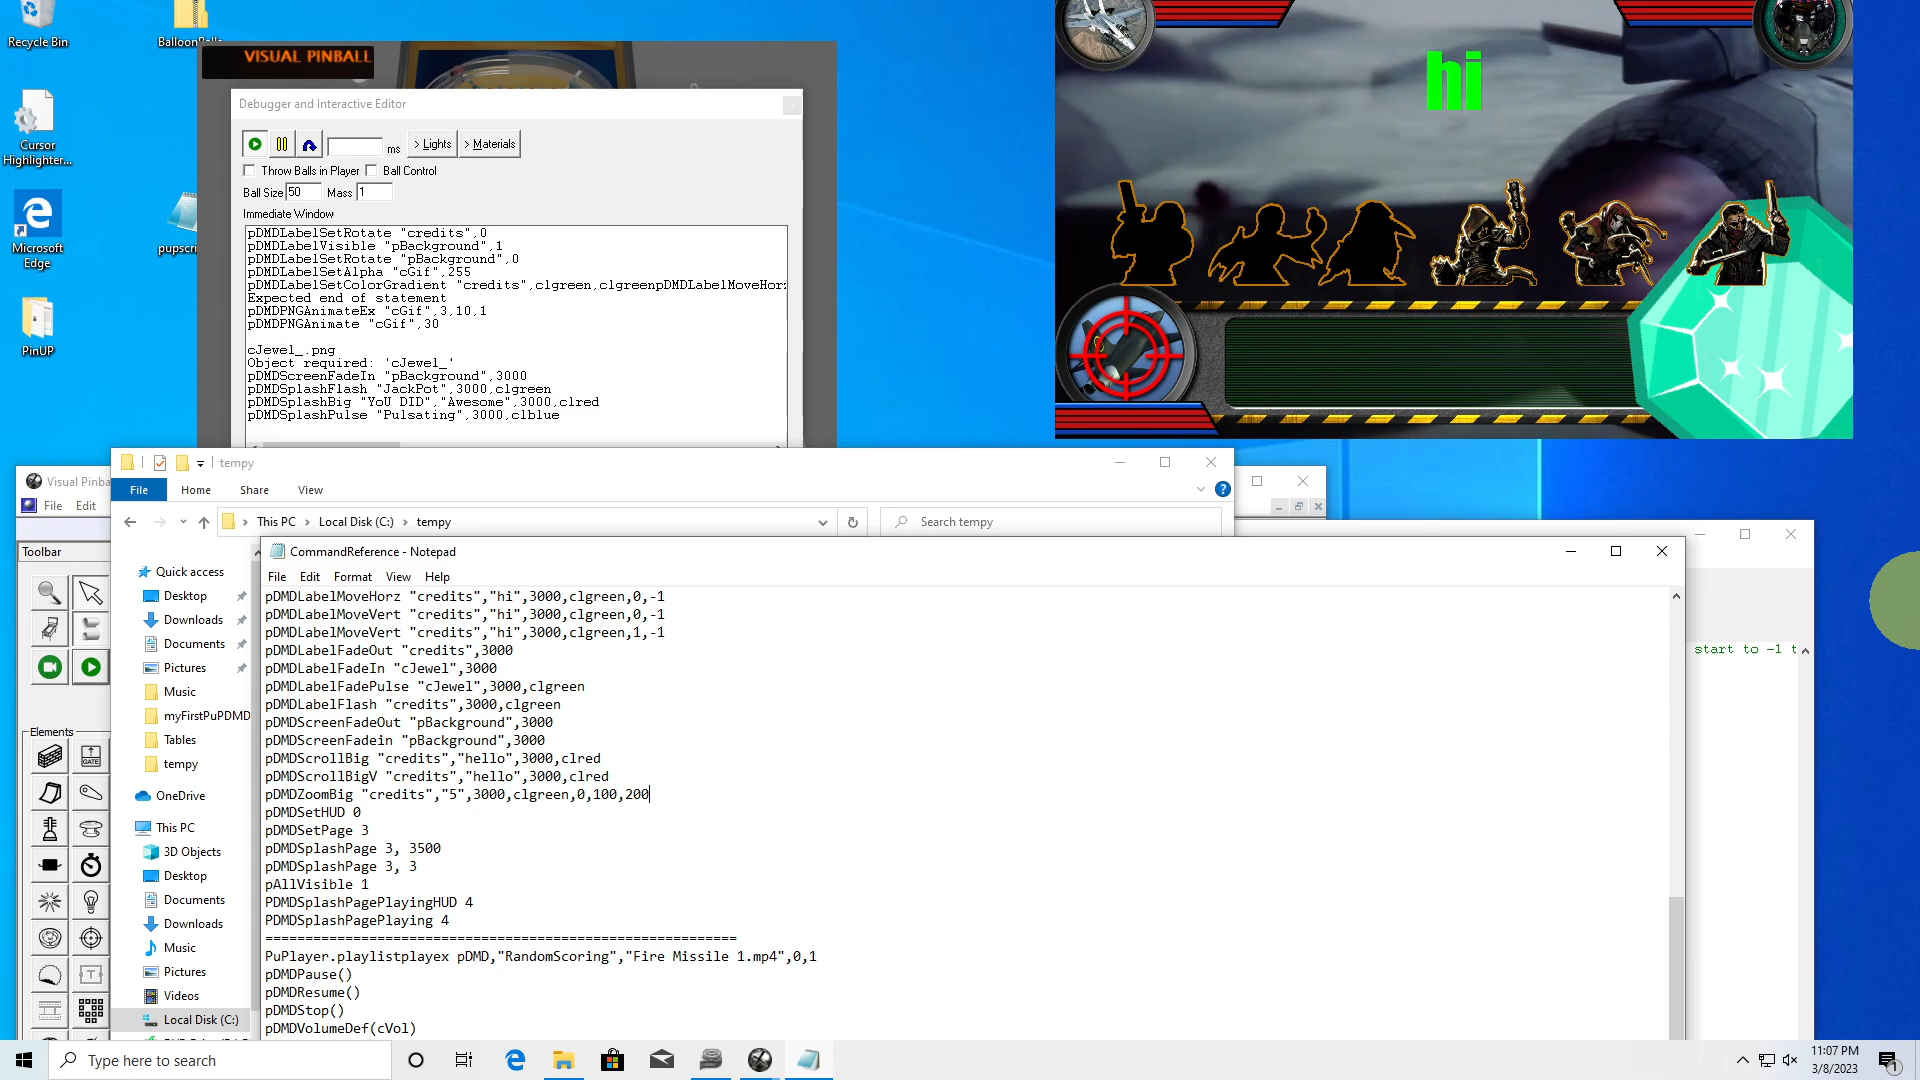 Recycle Bin
Cursor
Highlighter...
Microsoft
Edge
PinUP
VISUAL PINBALL
Debugger and Interactive Editor
ms
> Lights
> Materials
Throw Balls in Player
Ball Control
Ball Size 50
Mass 1
Immediate Window
pDMDLabelSetRotate "credits",0
pDMDLabelVisible "pBackground",1
pDMDLabelSetRotate "pBackground",0
pDMDLabelSetAlpha "cGif",255
pDMDLabelSetColorGradient "credits",clgreen,clgreenpDMDLabelMoveHorz
Expected end of statement
pDMDPNGAnimateEx "cGif",3,10,1
pDMDPNGAnimate "cGif",30
cJewel_.png
Object required: 'cJewel_'
pDMDScreenFadeIn "pBackground",3000
pDMDSplashFlash "JackPot",3000,clgreen
pDMDSplashBig "YoU DID","Awesome",3000,clred
pDMDSplashPulse "Pulsating",3000,clblue
hi
Visual Pinba
File Edit
Toolbar
Elements
GATE
T
tempy
File Home Share View
This PC > Local Disk (C:) > tempy
Search tempy
Quick access
Desktop
Downloads
Documents
Pictures
Music
myFirstPuPDMD
Tables
tempy
OneDrive
This PC
3D Objects
Desktop
Documents
Downloads
Music
Pictures
Videos
Local Disk (C:)
CommandReference - Notepad
File Edit Format View Help
pDMDLabelMoveHorz "credits","hi",3000,clgreen,0,-1
pDMDLabelMoveVert "credits","hi",3000,clgreen,0,-1
pDMDLabelMoveVert "credits","hi",3000,clgreen,1,-1
pDMDLabelFadeOut "credits",3000
pDMDLabelFadeIn "cJewel",3000
pDMDLabelFadePulse "cJewel",3000,clgreen
pDMDLabelFlash "credits",3000,clgreen
pDMDScreenFadeOut "pBackground",3000
pDMDScreenFadein "pBackground",3000
pDMDScrollBig "credits","hello",3000,clred
pDMDScrollBigV "credits","hello",3000,clred
pDMDZoomBig "credits","5",3000,clgreen,0,100,200
pDMDSetHUD 0
pDMDSetPage 3
pDMDSplashPage 3, 3500
pDMDSplashPage 3, 3
pAllVisible 1
PDMDSplashPagePlayingHUD 4
PDMDSplashPagePlaying 4
===========================================================
PuPlayer.playlistplayex pDMD,"RandomScoring","Fire Missile 1.mp4",0,1
pDMDPause()
pDMDResume()
pDMDStop()
pDMDVolumeDef(cVol)
start to -1 t
Type here to search
11:07 PM
3/8/2023
1